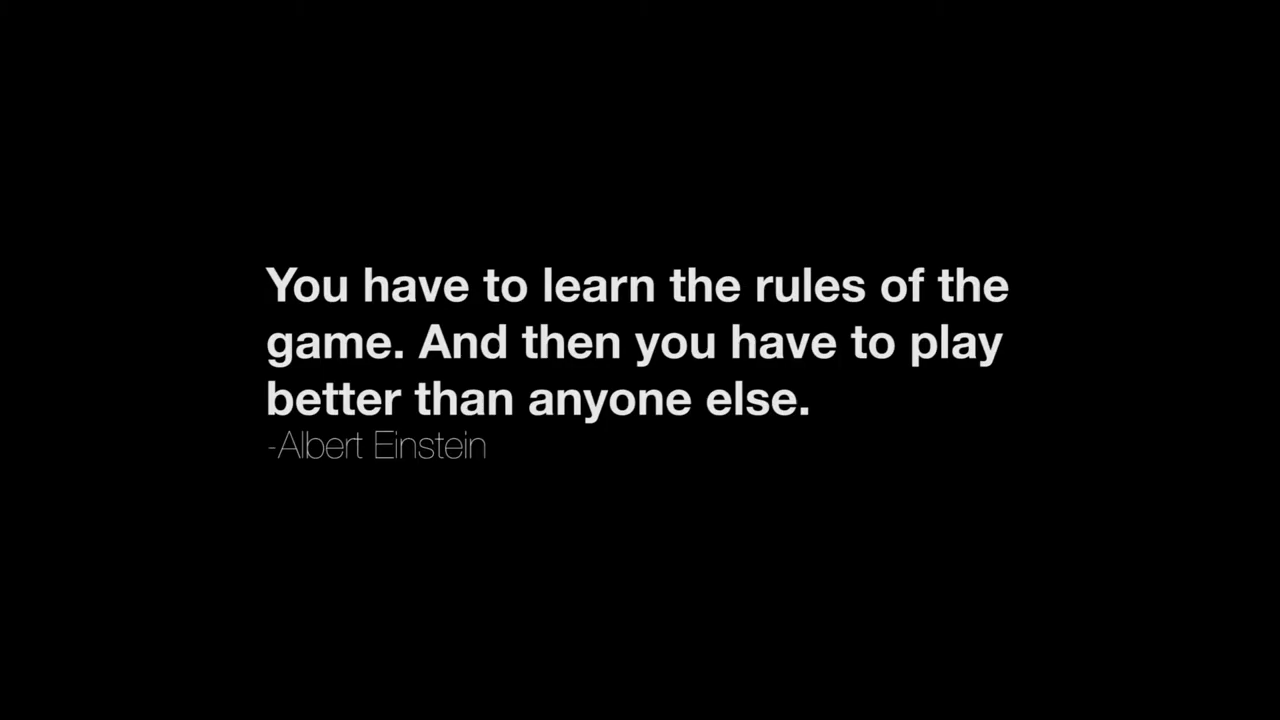 You have to learn the rules of the
game. And then you have to play
better than anyone else.
-Albert Einstein